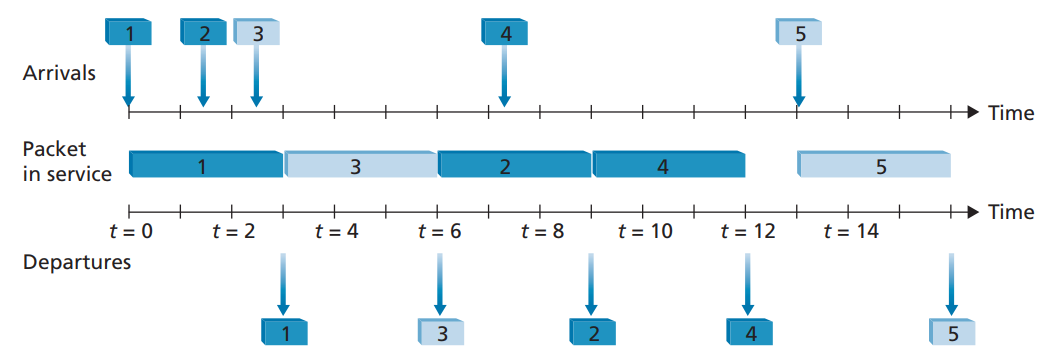 1 2 3 4 5
Arrivals
Time
Packet
in service
1 3 2 4 5
Time
t = 0 t = 2 t = 4 t = 6 t = 8 t = 10 t = 12 t = 14
Departures
1 3 2 4 5